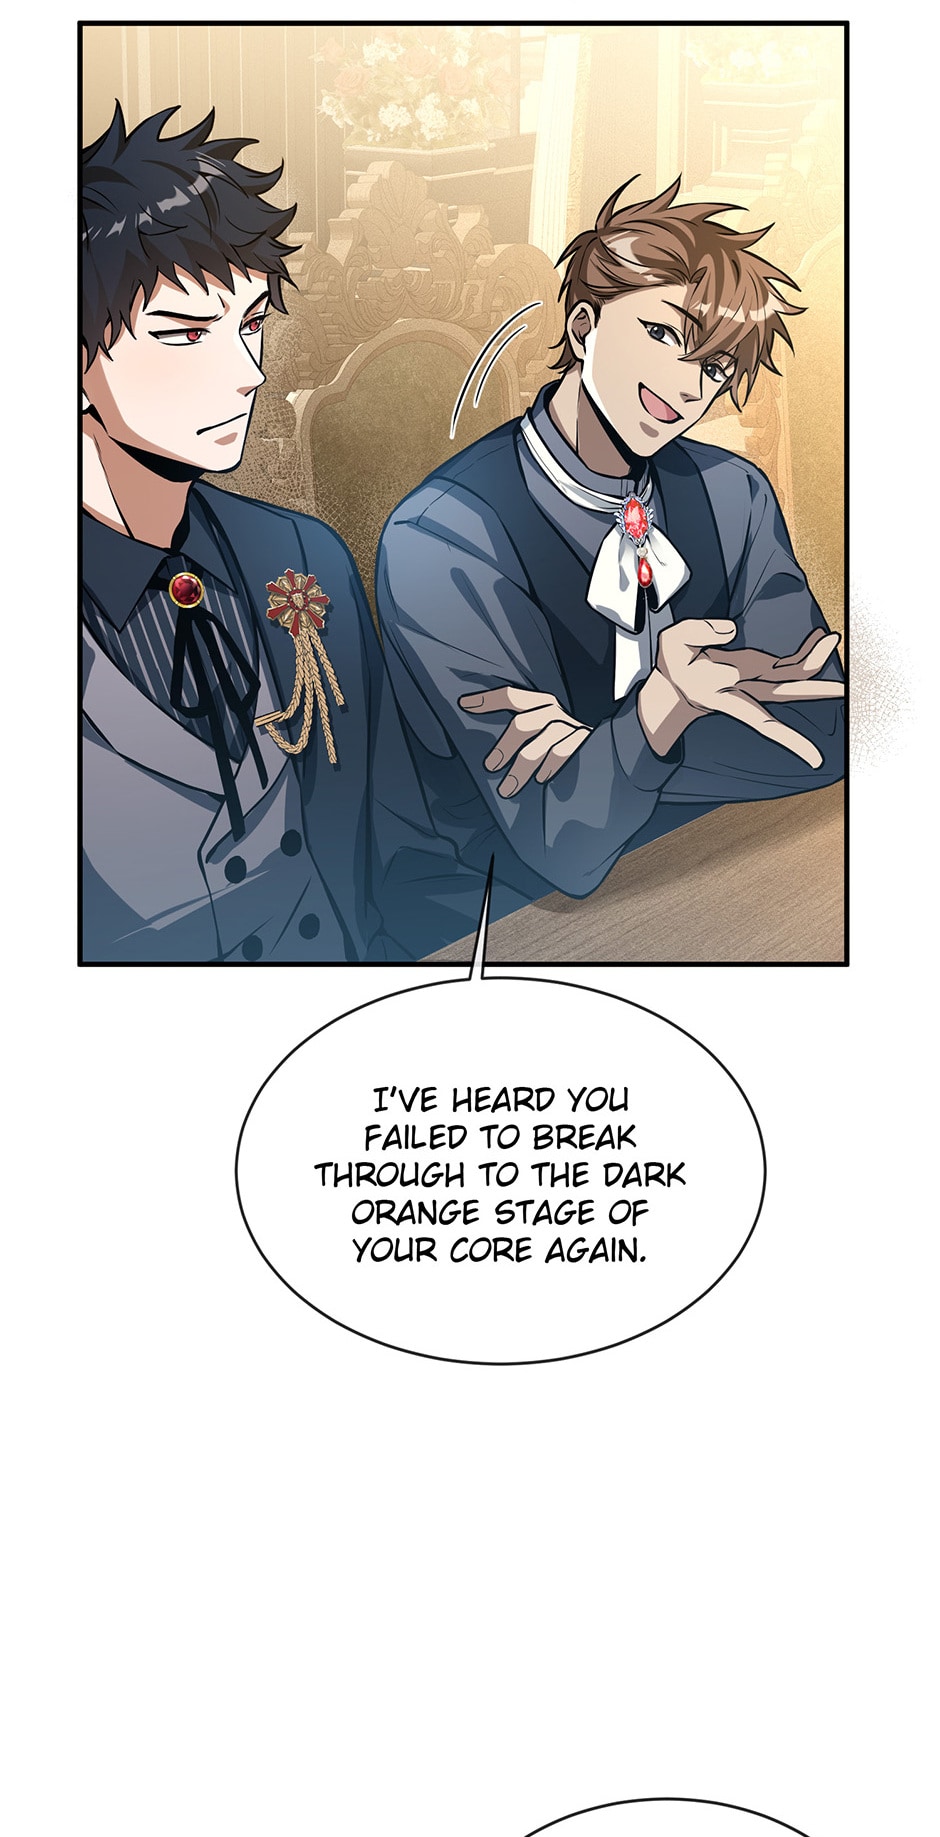 I'VE HEARD YOU
FAILED TO BREAK
THROUGH TO THE DARK
ORANGE STAGE OF
YOUR CORE AGAIN.